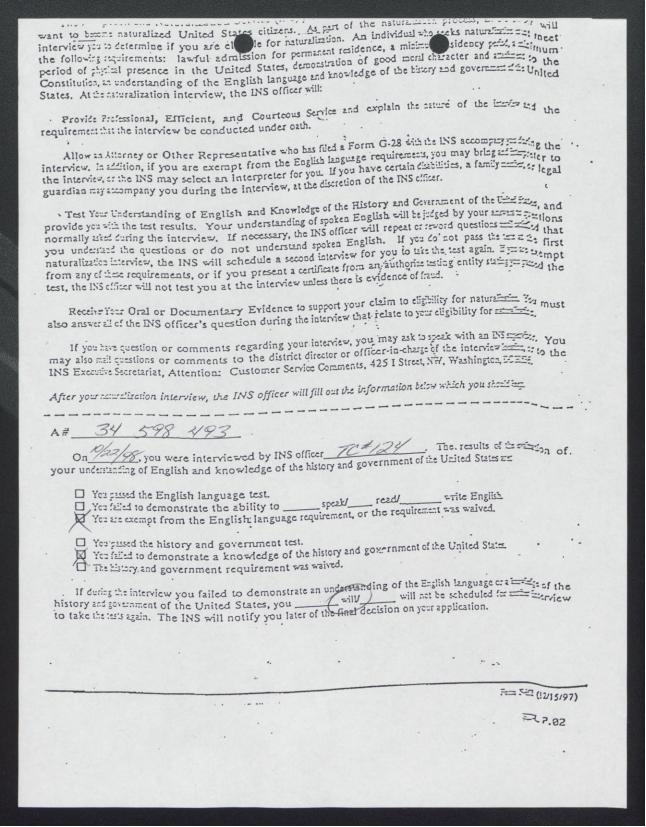 want to become naturalized United States citizens. As part of the naturalization process, will
interview you to determine if you are for naturalization. An individual who seeks naturalization must meet
the following requirements: lawful admission for permanent residence, a minimum residency period, a minimum
period of physical presence in the United States, demonstration of good moral character and to the
Constitution, an understanding of the English language and knowledge of the history and government of the United
States. At the naturalization interview, the INS officer will:
· Provide Professional, Efficient, and Courteous Service and explain the nature of the interview and the
requirement that the interview be conducted under oath.
Allow an Attorney or Other Representative who has filed a Form G-28 with the INS accompany you during the
interview. In addition, if you are exempt from the English language requirement, you may bring an interpreter to
the interview, or the INS may select an interpreter for you. If you have certain disabilities, a family member or legal
guardian may accompany you during the interview, at the discretion of the INS officer.
· Test Your Understanding of English and Knowledge of the History and Government of the United States, and
provide you with the test results. Your understanding of spoken English will be judged by your answers to questions
normally asked during the interview. If necessary, the INS officer will repeat or reword questions that
you understand the questions or do not understand spoken English. If you do not pass the test at the first
naturalization interview, the INS will schedule a second interview for you to take the test again. If you are exempt
from any of these requirements, or if you present a certificate from an authorize testing entity the
test, the INS officer will not test you at the interview unless there is evidence of fraud.
Receive Your Oral or Documentary Evidence to support your claim to eligibility for naturalization. You must
also answer all of the INS officer's question during the interview that relate to your eligibility for
If you have question or comments regarding your interview, you may ask to speak with an INS You
may also mail questions or comments to the district director or officer-in-charge of the interview or to the
INS Executive Secretariat, Attention: Customer Service Comments, 425 I Street, NW, Washington,
After your naturalization interview, the INS officer will fill out the information below which you should
A# 34 598 493
On 10/22/98, you were interviewed by INS officer TC#124. The results of of
your understanding of English and knowledge of the history and government of the United States are
You passed the English language test.
You failed to demonstrate the ability to ______ speak/______ read/______ write English
You are exempt from the English language requirement, or the requirement was waived.
You passed the history and government test.
You failed to demonstrate a knowledge of the history and government of the United States.
The history and government requirement was waived.
If during the interview you failed to demonstrate an understanding of the English language or a of the
history and government of the United States, you ______ will/ ______ will not be scheduled for interview
to take the tests again. The INS will notify you later of the final decision on your application.
Form (12/15/97)
P.02